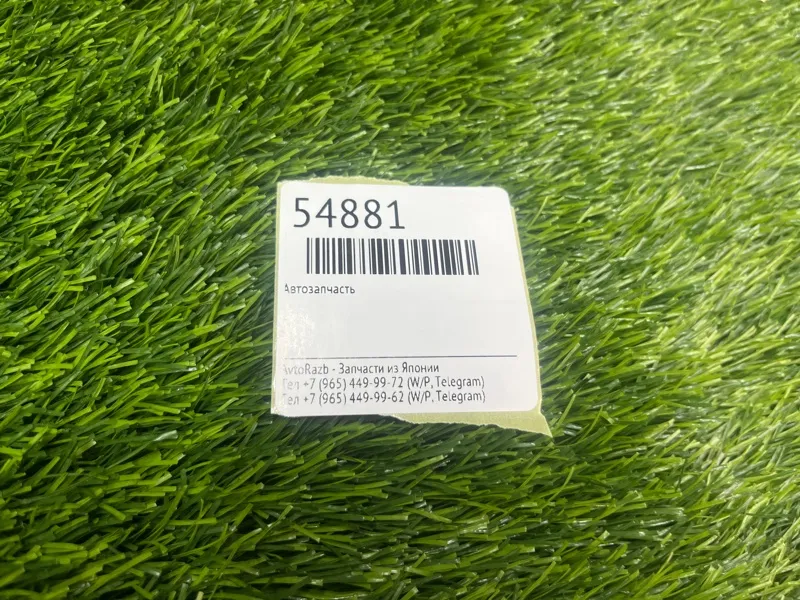 54881
Автозапчасть
AvtoRazb - Запчасти из Японии
Тел +7 (965) 449-99-72 (W/P, Telegram)
Тел +7 (965) 449-99-62 (W/P, Telegram)